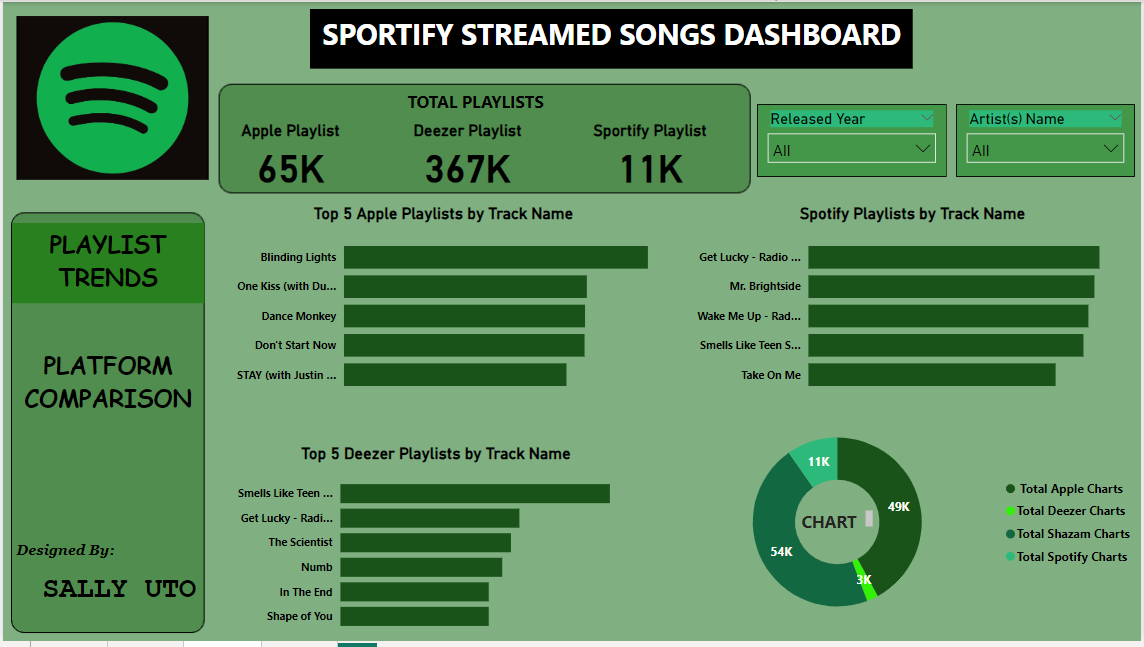 SPORTIFY STREAMED SONGS DASHBOARD
TOTAL PLAYLISTS
Apple Playlist
Deezer Playlist
Sportify Playlist
65K
367K
11K
Released Year
All
Artist(s) Name
All
PLAYLIST
TRENDS
PLATFORM
COMPARISON
Designed By:
SALLY UTO
Top 5 Apple Playlists by Track Name
Blinding Lights
One Kiss (with Du...
Dance Monkey
Don't Start Now
STAY (with Justin ...
Spotify Playlists by Track Name
Get Lucky - Radio ...
Mr. Brightside
Wake Me Up - Rad...
Smells Like Teen S...
Take On Me
Top 5 Deezer Playlists by Track Name
Smells Like Teen ...
Get Lucky - Radi...
The Scientist
Numb
In The End
Shape of You
11K
49K
CHART
54K
3K
Total Apple Charts
Total Deezer Charts
Total Shazam Charts
Total Spotify Charts